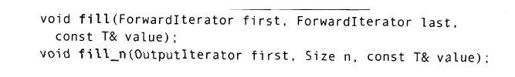 void fill(ForwardIterator first, ForwardIterator last,
const T& value);
void fill_n(OutputIterator first, Size n, const T& value);